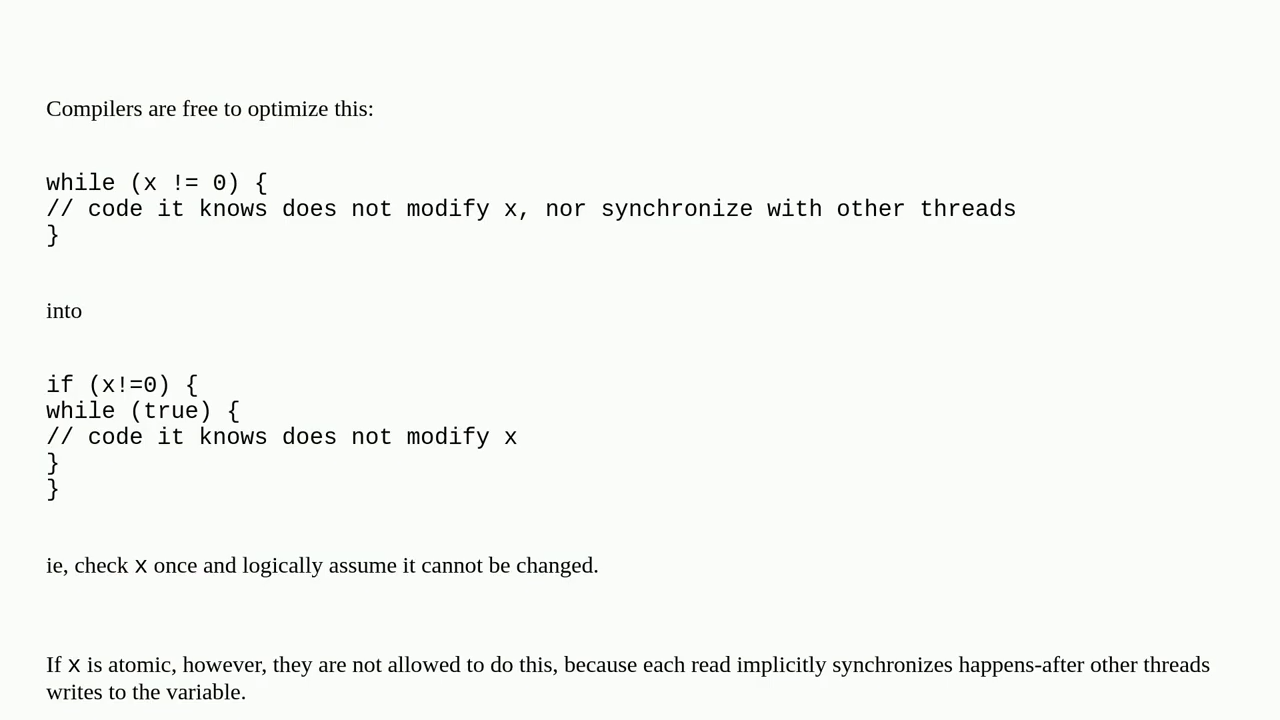 Compilers are free to optimize this:
while (x != 0) {
// code it knows does not modify x, nor synchronize with other threads
}
into
if (x!=0) {
while (true) {
// code it knows does not modify x
}
}
ie, check x once and logically assume it cannot be changed.
If x is atomic, however, they are not allowed to do this, because each read implicitly synchronizes happens-after other threads
writes to the variable.